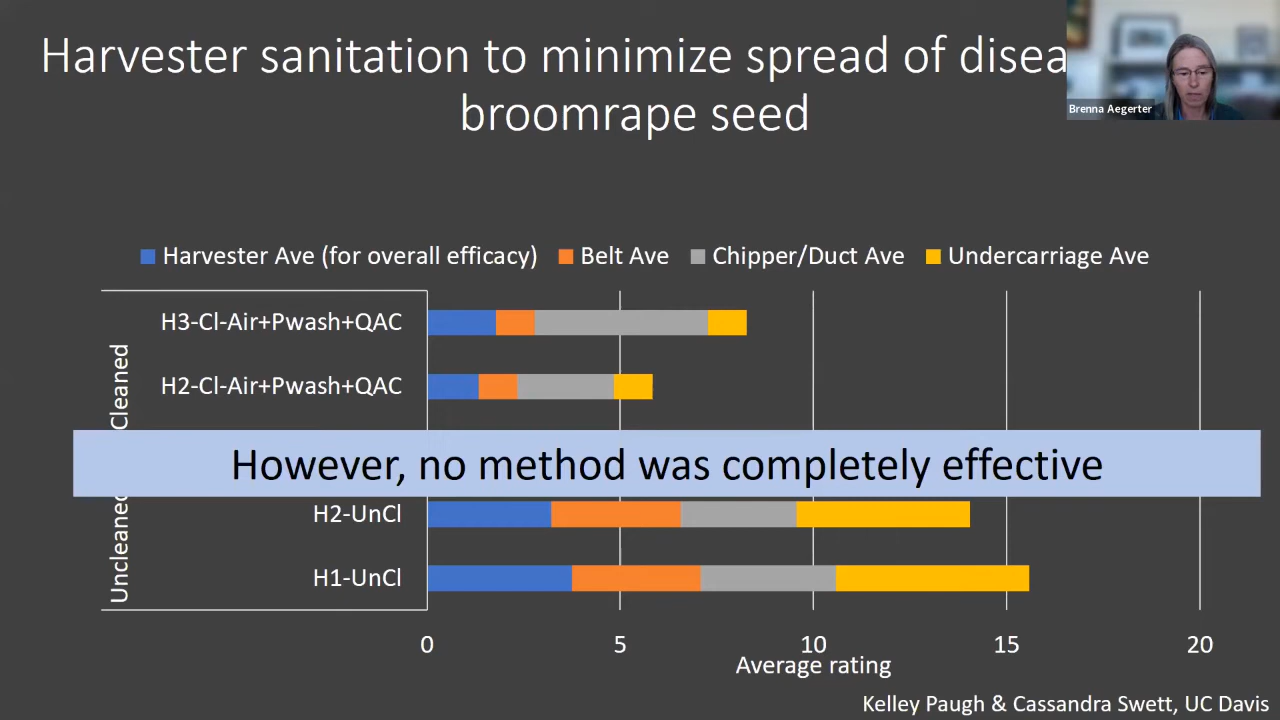 Harvester sanitation to minimize spread of
broomrape seed
Brenna Aegerter
Harvester Ave (for overall efficacy)
Belt Ave
Chipper/Duct Ave
Undercarriage Ave
Cleaned
H3-Cl-Air+Pwash+QAC
H2-Cl-Air+Pwash+QAC
However, no method was completely effective
Uncleaned
H2-UnCl
H1-UnCl
0 5 10 15 20
Average rating
Kelley Paugh & Cassandra Swett, UC Davis